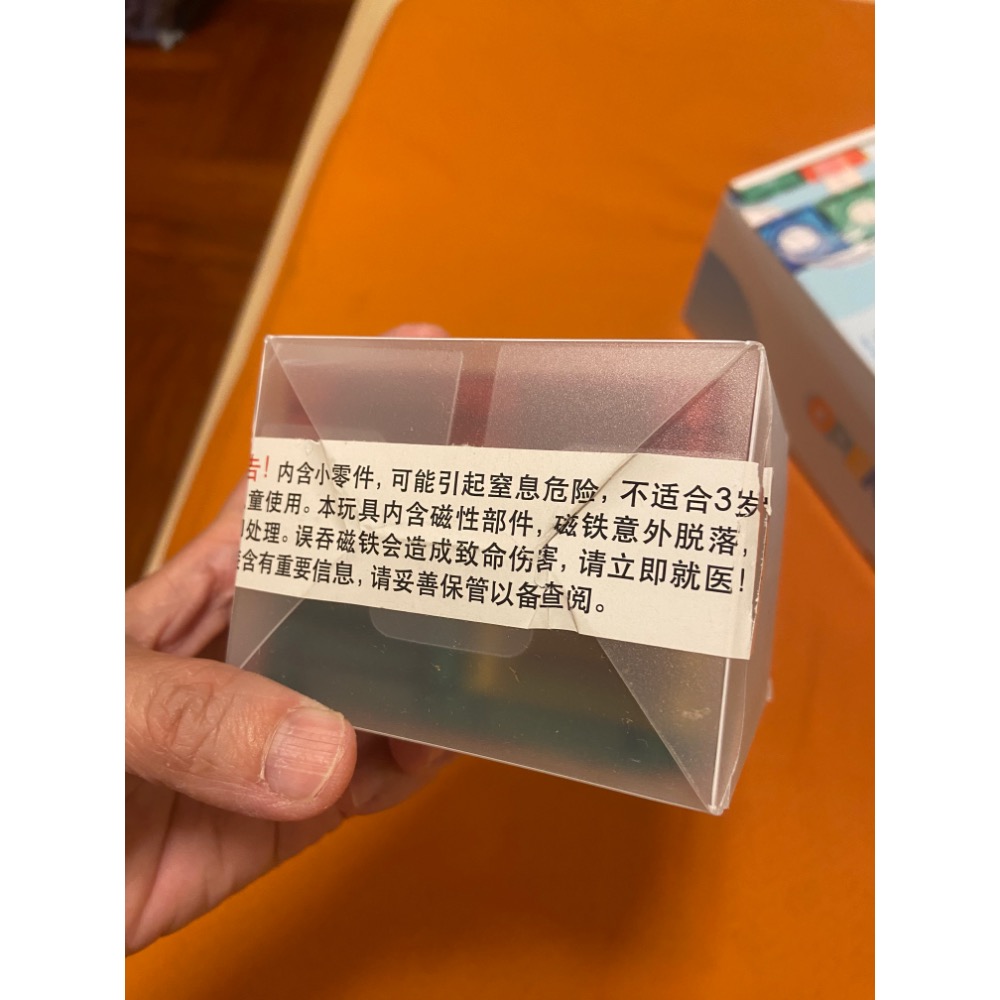 告！内含小零件，可能引起窒息危险，不适合3岁
童使用。本玩具内含磁性部件，磁铁意外脱落，
处理。误吞磁铁会造成致命伤害，请立即就医！
含有重要信息，请妥善保管以备查阅。